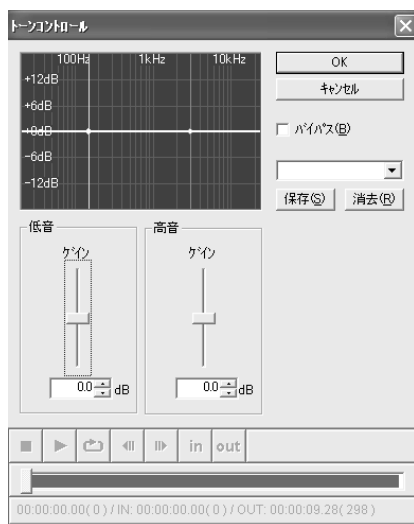 トーンコントロール
100Hz 1kHz 10kHz
+12dB
+6dB
+0dB
-6dB
-12dB
OK
キャンセル
バイパス(B)
保存(S) 消去(R)
低音
ゲイン
0.0 dB
高音
ゲイン
0.0 dB
in out
00:00:00.00( 0 ) / IN: 00:00:00.00( 0 ) / OUT: 00:00:09.28( 298 )